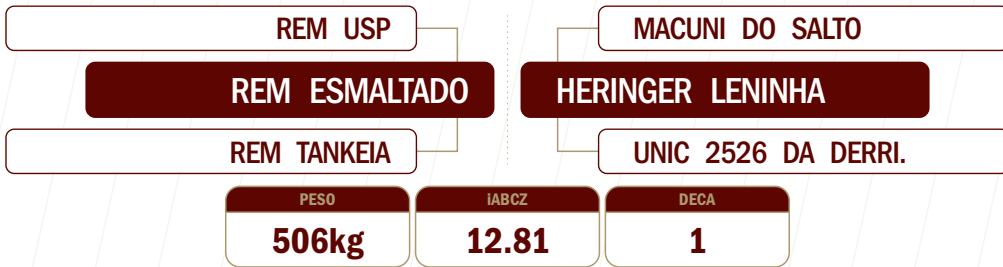 REM USP
MACUNI DO SALTO
REM ESMALTADO
HERINGER LENINHA
REM TANKEIA
UNIC 2526 DA DERRI.
PESO
iABCZ
DECA
506kg
12.81
1